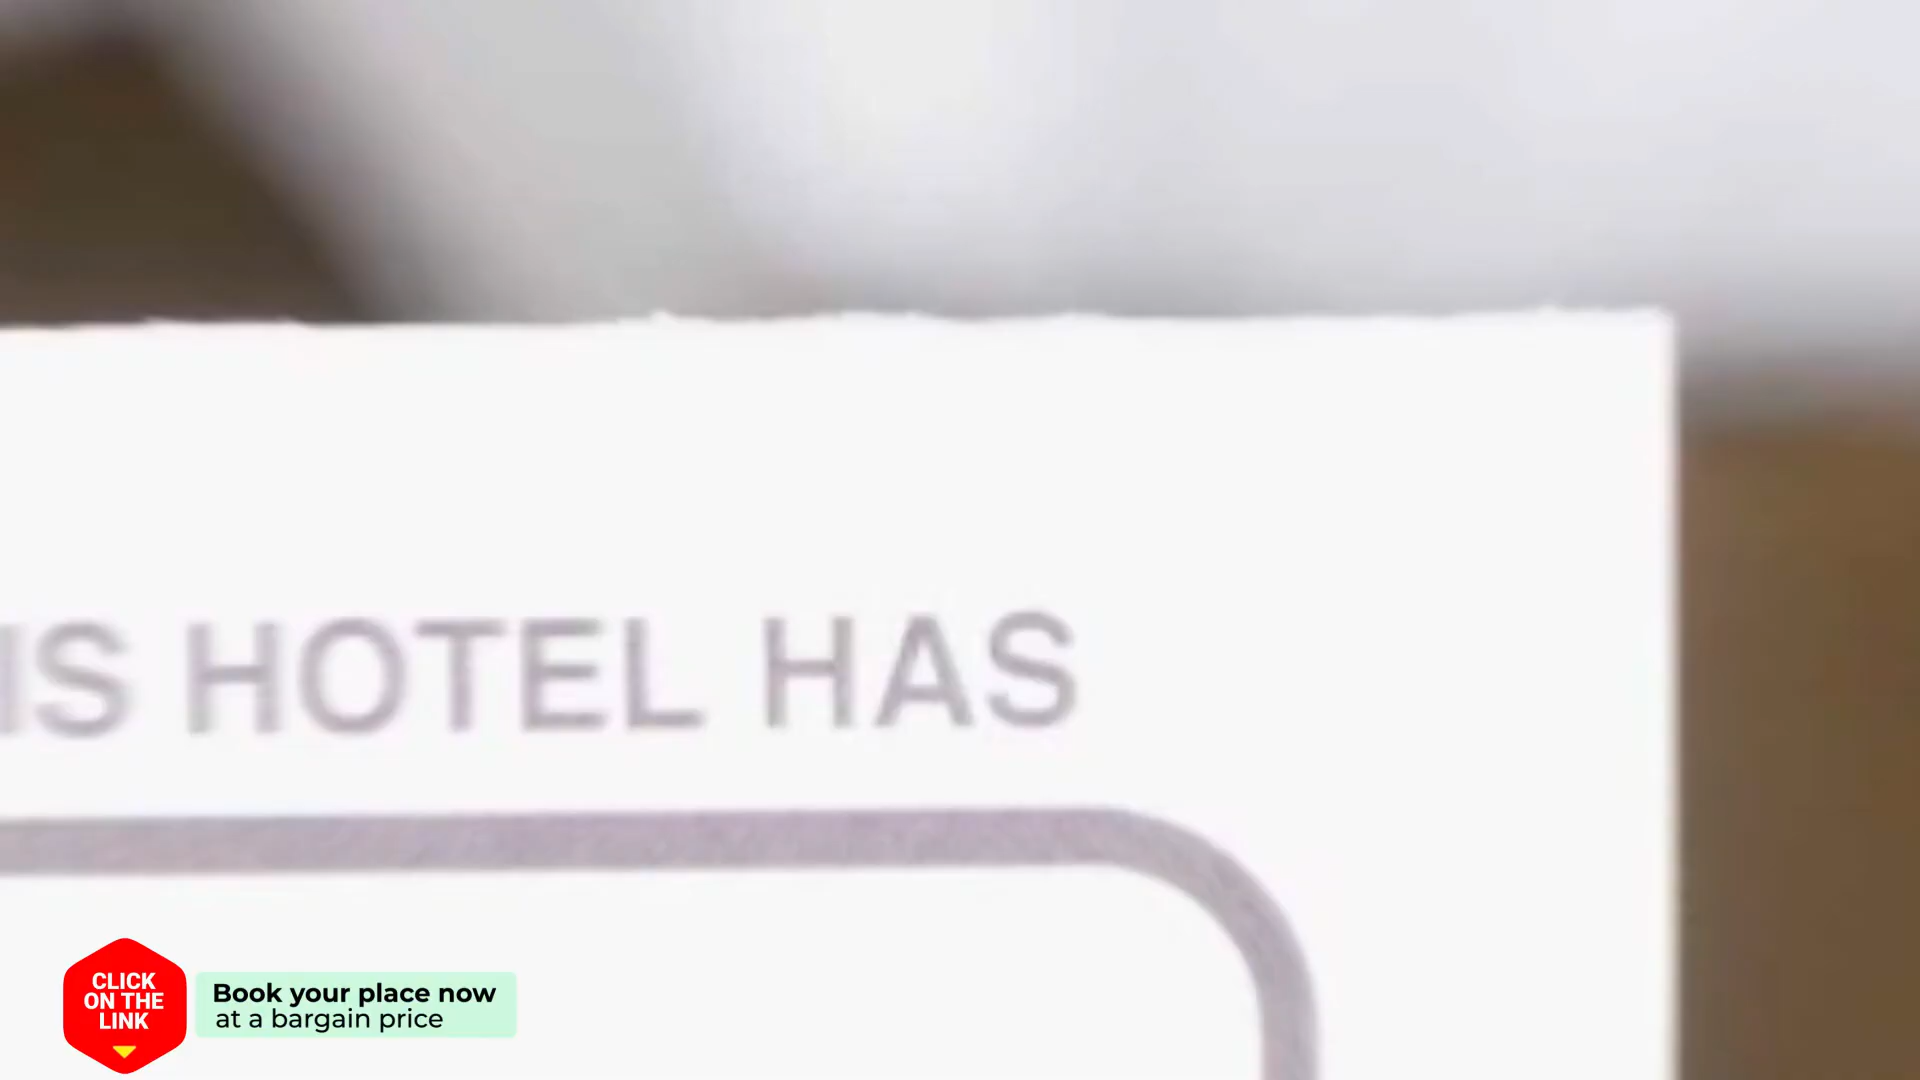 IS HOTEL HAS
CLICK
ON THE
LINK
Book your place now
at a bargain price